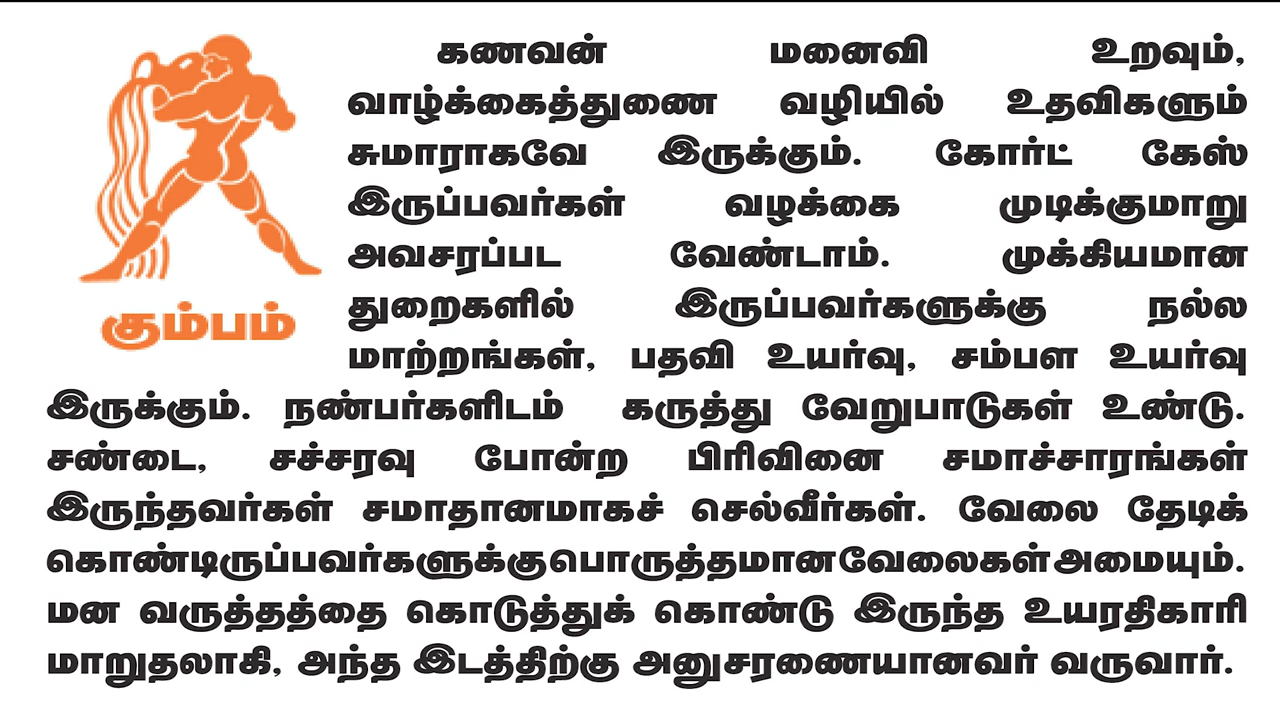 கணவன் மனைவி உறவும்,
வாழ்க்கைத்துணை வழியில் உதவிகளும்
சுமாராகவே இருக்கும். கோர்ட் கேஸ்
இருப்பவர்கள் வழக்கை முடிக்குமாறு
அவசரப்பட வேண்டாம். முக்கியமான
துறைகளில் இருப்பவர்களுக்கு நல்ல
மாற்றங்கள், பதவி உயர்வு, சம்பள உயர்வு
இருக்கும். நண்பர்களிடம் கருத்து வேறுபாடுகள் உண்டு.
சண்டை, சச்சரவு போன்ற பிரிவினை சமாச்சாரங்கள்
இருந்தவர்கள் சமாதானமாகச் செல்வீர்கள். வேலை தேடிக்
கொண்டிருப்பவர்களுக்கு பொருத்தமான வேலைகள் அமையும்.
மன வருத்தத்தை கொடுத்துக் கொண்டு இருந்த உயரதிகாரி
மாறுதலாகி, அந்த இடத்திற்கு அனுசரணையானவர் வருவார்.
கும்பம்